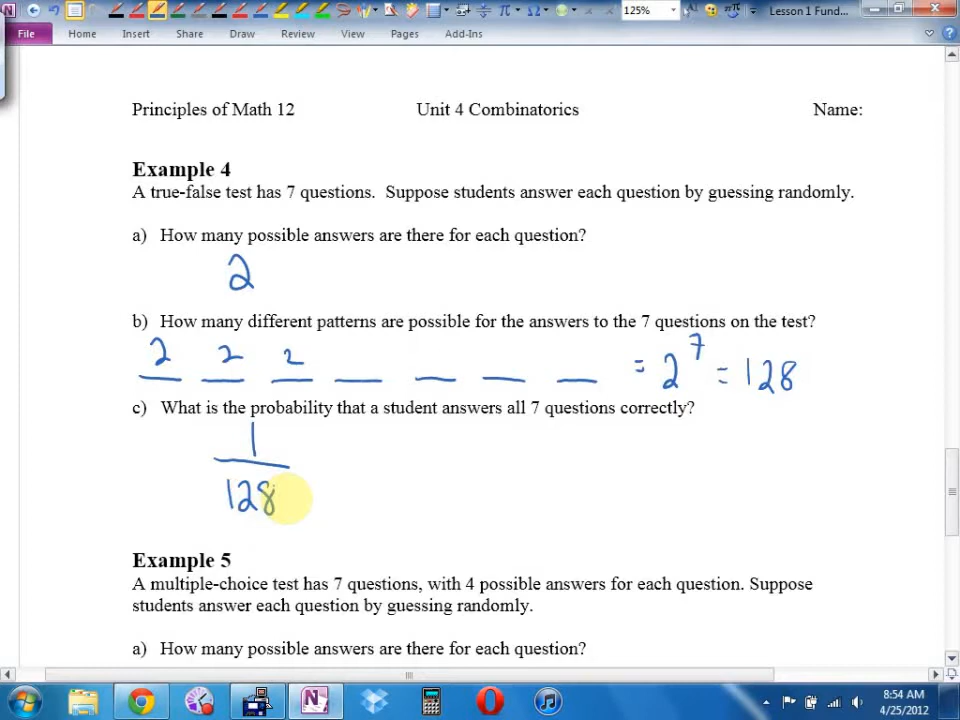 125% Lesson 1 Fund...
File Home Insert Share Draw Review View Pages Add-Ins
Principles of Math 12 Unit 4 Combinatorics Name:
Example 4
A true-false test has 7 questions. Suppose students answer each question by guessing randomly.
a) How many possible answers are there for each question?
2
b) How many different patterns are possible for the answers to the 7 questions on the test?
2 2 2 = 2^7 = 128
c) What is the probability that a student answers all 7 questions correctly?
1
128
Example 5
A multiple-choice test has 7 questions, with 4 possible answers for each question. Suppose
students answer each question by guessing randomly.
a) How many possible answers are there for each question?
8:54 AM
4/25/2012